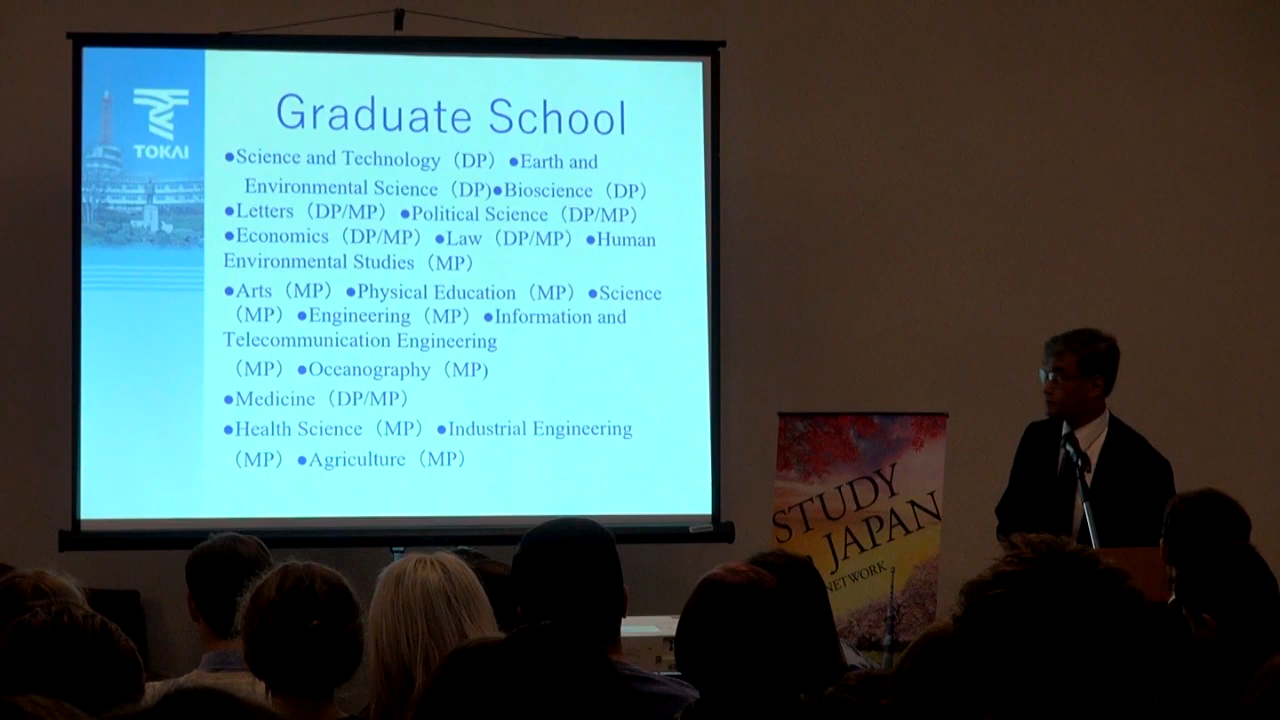 TOKAI
Graduate School
●Science and Technology（DP）●Earth and
Environmental Science（DP)●Bioscience（DP）
●Letters（DP/MP）●Political Science（DP/MP）
●Economics（DP/MP）●Law（DP/MP）●Human
Environmental Studies（MP）
●Arts（MP）●Physical Education（MP）●Science
（MP）●Engineering（MP）●Information and
Telecommunication Engineering
（MP）●Oceanography（MP)
●Medicine（DP/MP）
●Health Science（MP）●Industrial Engineering
（MP）●Agriculture（MP）
STUDY
JAPAN
NETWORK